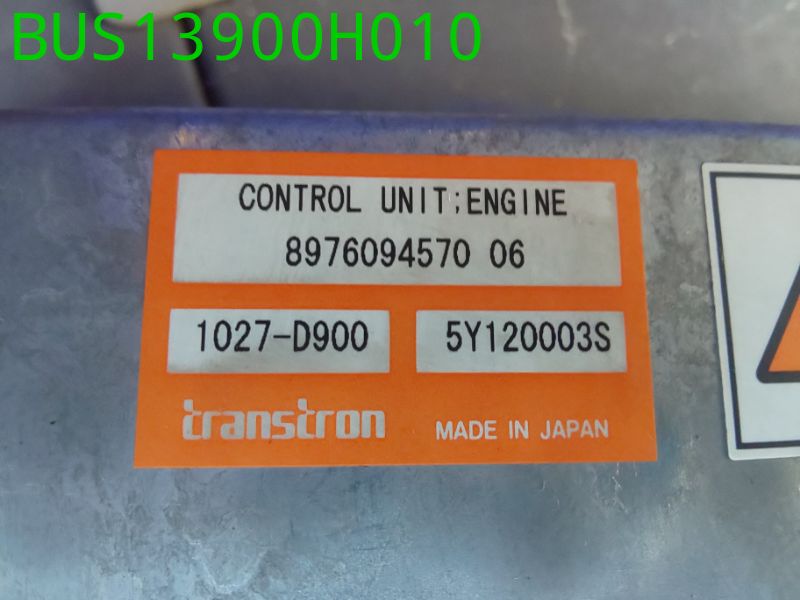 BUS13900H010
CONTROL UNIT;ENGINE
8976094570 06
1027-D900 5Y120003S
transtron MADE IN JAPAN